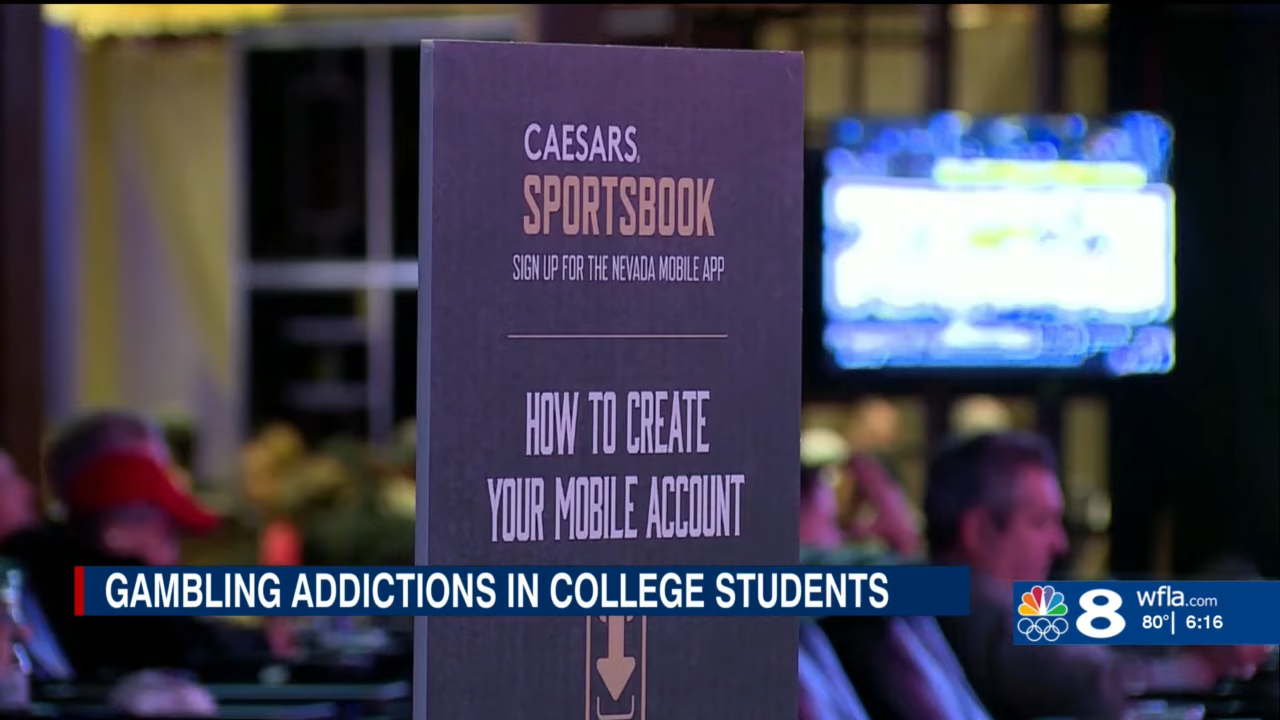 CAESARS
SPORTSBOOK
SIGN UP FOR THE NEVADA MOBILE APP
HOW TO CREATE
YOUR MOBILE ACCOUNT
GAMBLING ADDICTIONS IN COLLEGE STUDENTS
8 wfla.com
80° | 6:16